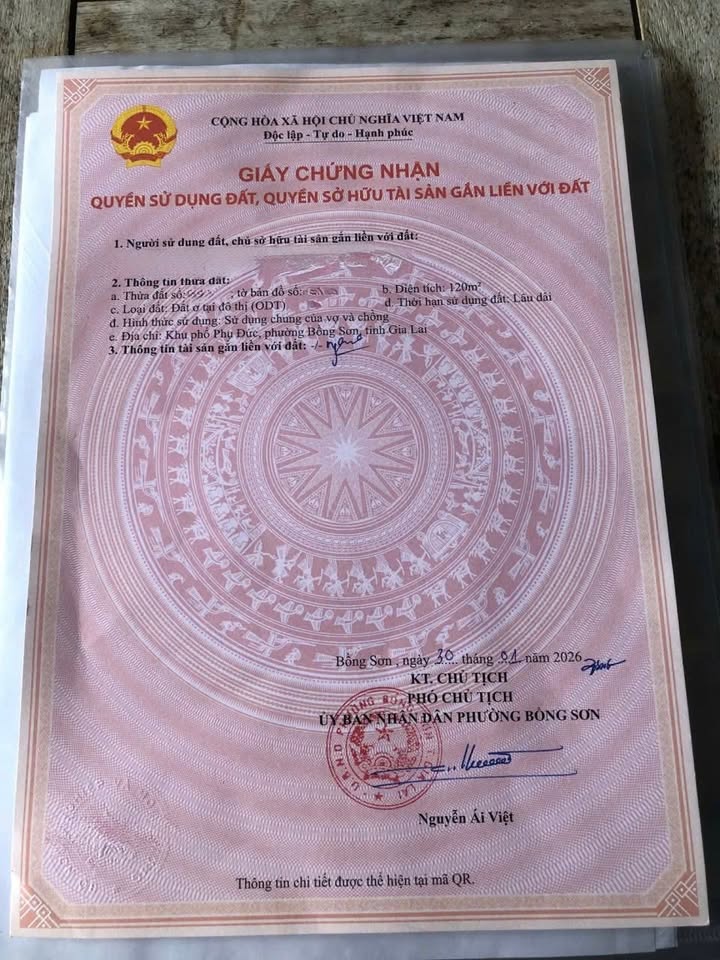 CỘNG HÒA XÃ HỘI CHỦ NGHĨA VIỆT NAM
Độc lập - Tự do - Hạnh phúc
GIẤY CHỨNG NHẬN
QUYỀN SỬ DỤNG ĐẤT, QUYỀN SỞ HỮU TÀI SẢN GẮN LIỀN VỚI ĐẤT
1. Người sử dụng đất, chủ sở hữu tài sản gắn liền với đất:
2. Thông tin thửa đất:
a. Thửa đất số: ; tờ bản đồ số: b. Diện tích: 120m²
c. Loại đất: Đất ở tại đô thị (ODT) d. Thời hạn sử dụng đất: Lâu dài
đ. Hình thức sử dụng: Sử dụng chung của vợ và chồng
e. Địa chỉ: Khu phố Phụ Đức, phường Bồng Sơn, tỉnh Gia Lai
3. Thông tin tài sản gắn liền với đất: -/-
Bồng Sơn , ngày 30 tháng 01 năm 2026
KT. CHỦ TỊCH
PHÓ CHỦ TỊCH
ỦY BAN NHÂN DÂN PHƯỜNG BỒNG SƠN
Nguyễn Ái Việt
Thông tin chi tiết được thể hiện tại mã QR.